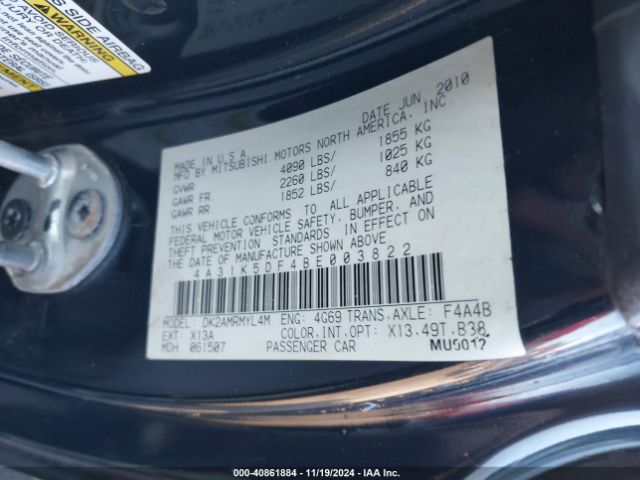 S SIDE AIRBAG
MADE IN U.S.A. DATE JUN 2010
MFD BY MITSUBISHI MOTORS NORTH AMERICA, INC.
GVWR 4090 LBS/ 1855 KG
GAWR FR. 2260 LBS/ 1025 KG
GAWR RR. 1852 LBS/ 840 KG
THIS VEHICLE CONFORMS TO ALL APPLICABLE
FEDERAL MOTOR VEHICLE SAFETY, BUMPER, AND
THEFT PREVENTION STANDARDS IN EFFECT ON
THE DATE OF MANUFACTURE SHOWN ABOVE
4A31K5DF4BE003822
MODEL: DK2AMRMYL4M ENG: 4G69 TRANS.AXLE: F4A4B
EXT: X13A COLOR.INT.OPT: X13.49T.B38
MDH 061507 PASSENGER CAR
000-40861884 - 11/19/2024 - IAA Inc.